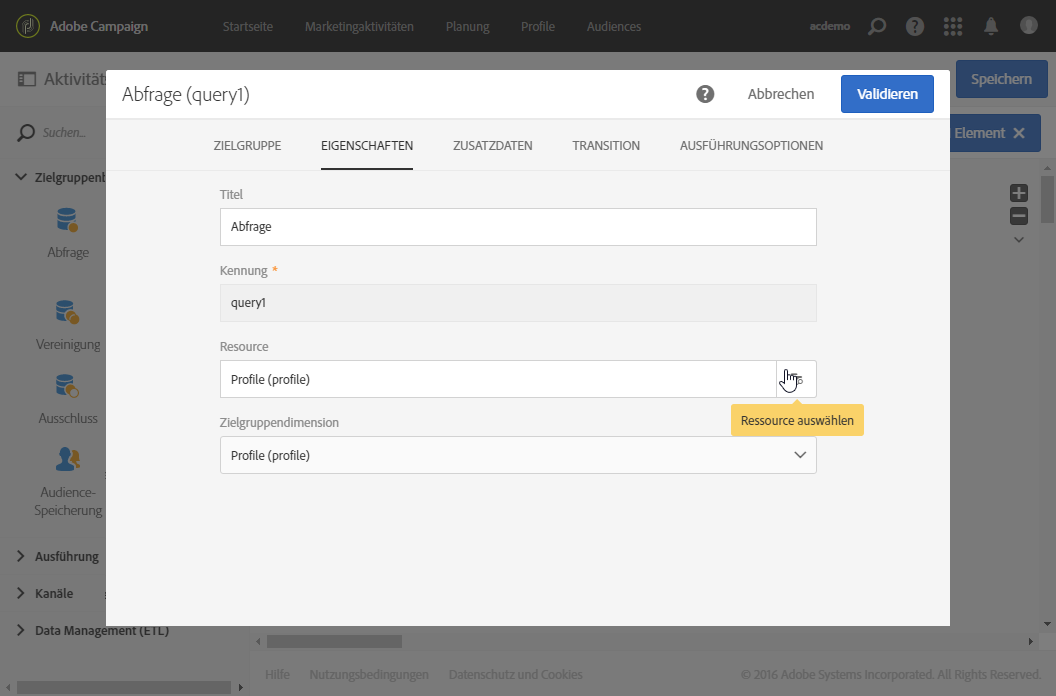 Adobe Campaign
Startseite Marketingaktivitäten Planung Profile Audiences
acdemo
Aktivität
Speichern
Abfrage (query1)
Abbrechen
Validieren
Suchen...
Element
ZIELGRUPPE EIGENSCHAFTEN ZUSATZDATEN TRANSITION AUSFÜHRUNGSOPTIONEN
Zielgruppenb
Titel
Abfrage
Abfrage
Kennung *
query1
Vereinigung
Resource
Profile (profile)
Ressource auswählen
Ausschluss
Zielgruppendimension
Profile (profile)
Audience-
Speicherung
Ausführung
Kanäle
Data Management (ETL)
Hilfe Nutzungsbedingungen Datenschutz und Cookies
© 2016 Adobe Systems Incorporated. All Rights Reserved.